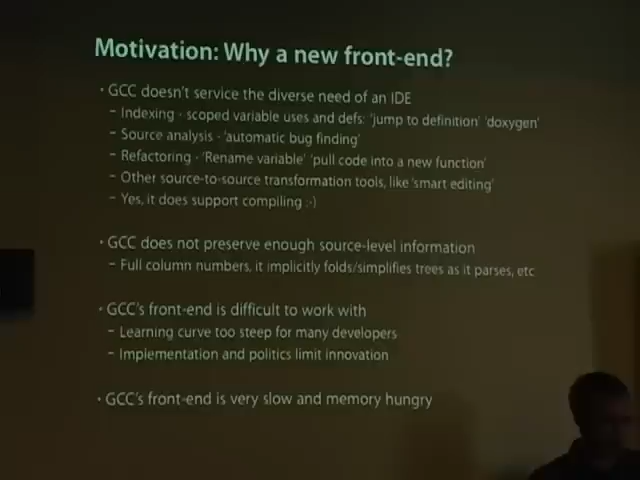 Motivation: Why a new front-end?
· GCC doesn't service the diverse need of an IDE
– Indexing - scoped variable uses and defs: 'jump to definition' 'doxygen'
– Source analysis - 'automatic bug finding'
– Refactoring - 'Rename variable' 'pull code into a new function'
– Other source-to-source transformation tools, like 'smart editing'
– Yes, it does support compiling :-)
· GCC does not preserve enough source-level information
– Full column numbers, it implicitly folds/simplifies trees as it parses, etc
· GCC's front-end is difficult to work with
– Learning curve too steep for many developers
– Implementation and politics limit innovation
· GCC's front-end is very slow and memory hungry